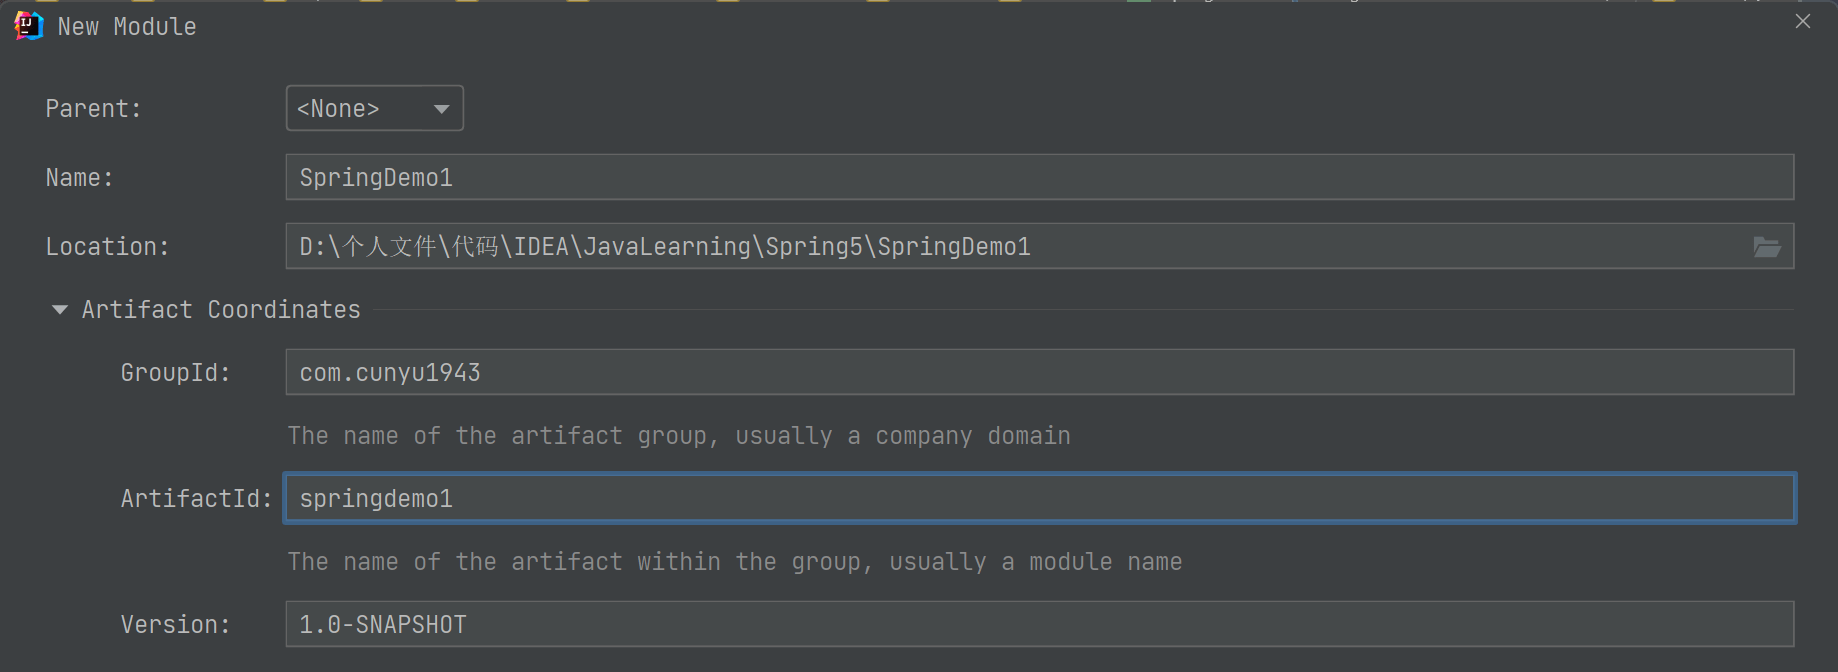 New Module
Parent: <None>
Name: SpringDemo1
Location: D:\个人文件\代码\IDEA\JavaLearning\Spring5\SpringDemo1
Artifact Coordinates
GroupId: com.cunyu1943
The name of the artifact group, usually a company domain
ArtifactId: springdemo1
The name of the artifact within the group, usually a module name
Version: 1.0-SNAPSHOT